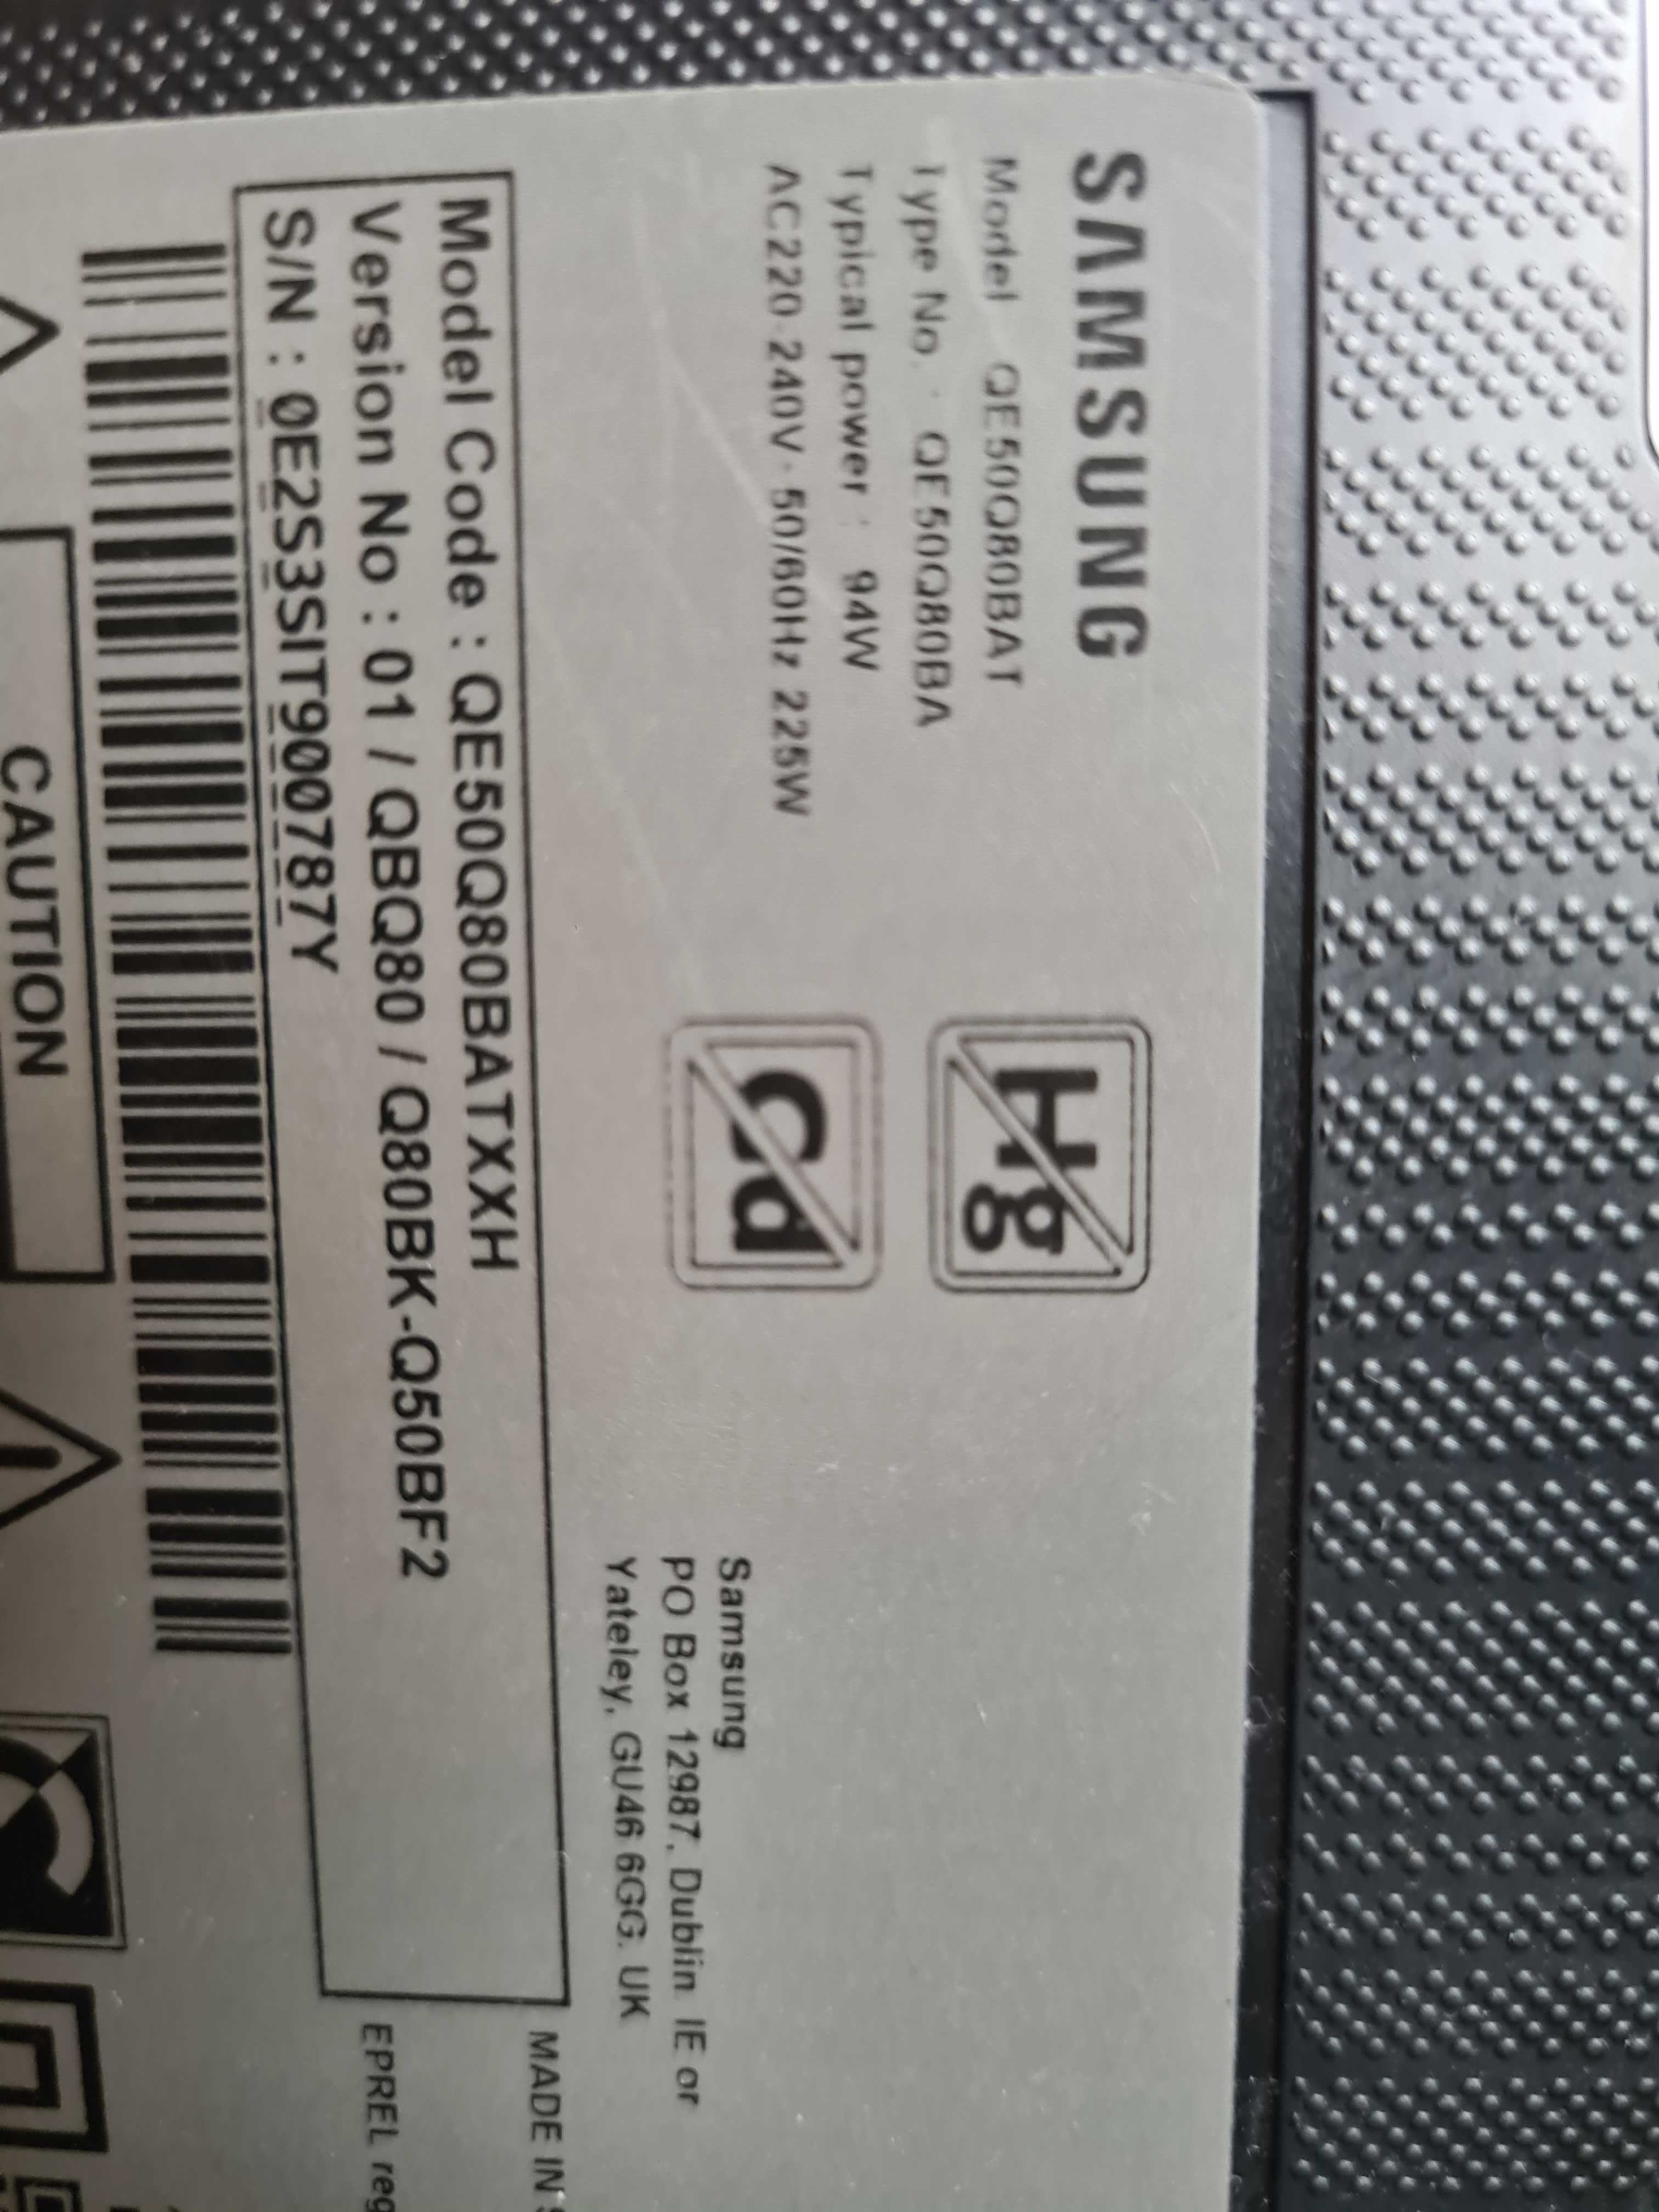 SAMSUNG
Model QE50Q80BAT
Type No. : QE50Q80BA
Typical power : 94W
AC220-240V~ 50/60Hz 225W
Hg
Cd
Samsung
PO Box 12987, Dublin. IE or
Yateley, GU46 6GG. UK
Model Code : QE50Q80BATXXH
Version No : 01 / QBQ80 / Q80BK-Q50BF2
S/N : 0E2S3SIT900787Y
MADE IN
EPREL reg
CAUTION